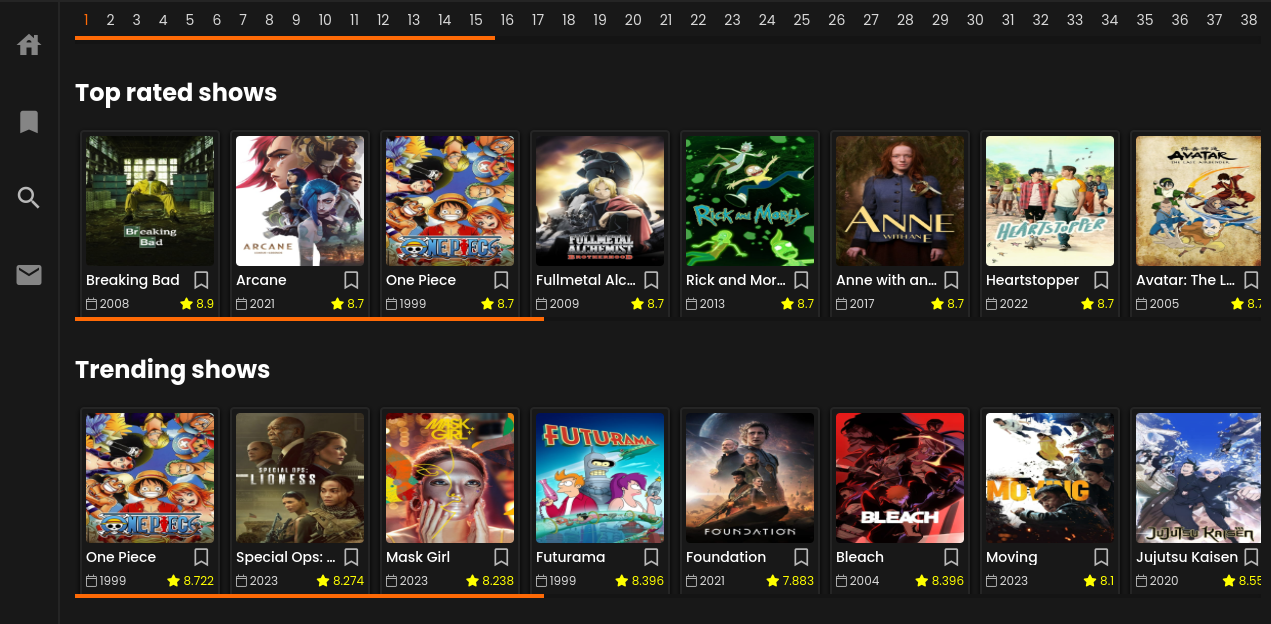 1 2 3 4 5 6 7 8 9 10 11 12 13 14 15 16 17 18 19 20 21 22 23 24 25 26 27 28 29 30 31 32 33 34 35 36 37 38
Top rated shows
Breaking
Bad
ARCANE
ONE PIECE
FULLMETAL
ALCHEMIST
BROTHERHOOD
RICK AND MORTY
ANNE
WITH AN E
HEARTSTOPPER
AVATAR
THE LAST AIRBENDER
Breaking Bad Arcane One Piece Fullmetal Alc... Rick and Mor... Anne with an... Heartstopper Avatar: The L...
2008 8.9 2021 8.7 1999 8.7 2009 8.7 2013 8.7 2017 8.7 2022 8.7 2005 8.7
Trending shows
ONE PIECE
SPECIAL OPS:
LIONESS
MASK
GIRL
FUTURAMA
FOUNDATION
BLEACH
MOVING
JUJUTSU KAISEN
One Piece Special Ops: ... Mask Girl Futurama Foundation Bleach Moving Jujutsu Kaisen
1999 8.722 2023 8.274 2023 8.238 1999 8.396 2021 7.883 2004 8.396 2023 8.1 2020 8.55